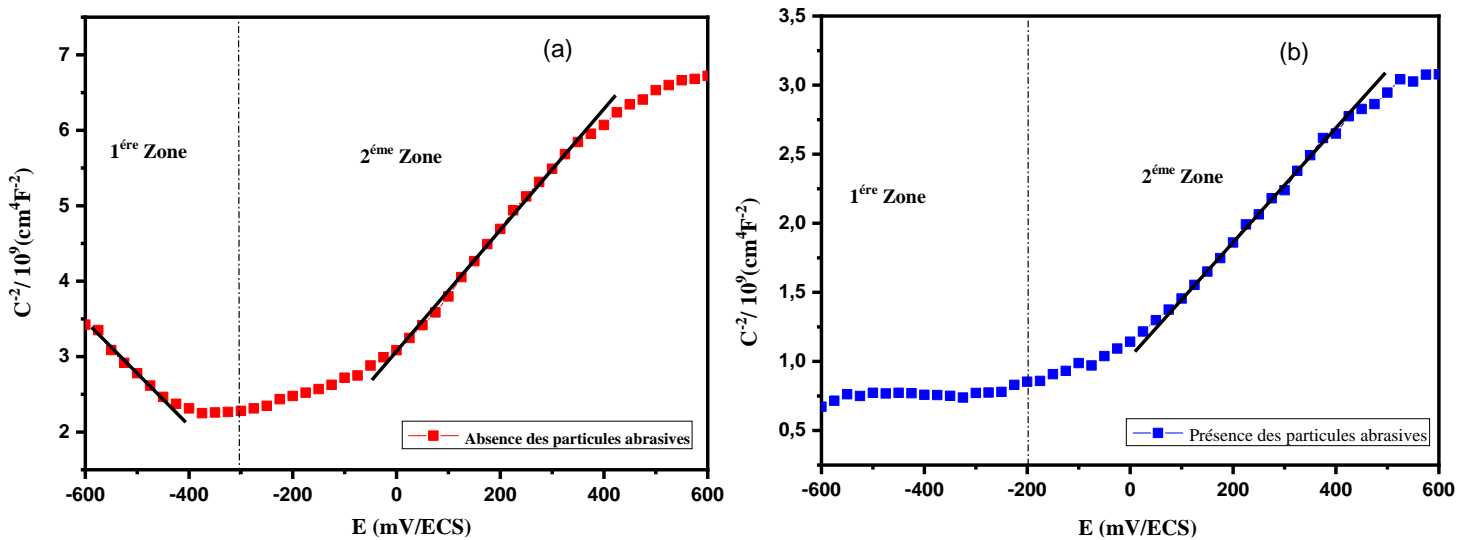 (a)
1ére Zone
2éme Zone
C-2/ 109(cm4F-2)
7
6
5
4
3
2
Absence des particules abrasives
-600 -400 -200 0 200 400 600
E (mV/ECS)
(b)
1ére Zone
2éme Zone
C-2/ 109(cm4F-2)
3,5
3,0
2,5
2,0
1,5
1,0
0,5
Présence des particules abrasives
-600 -400 -200 0 200 400 600
E (mV/ECS)